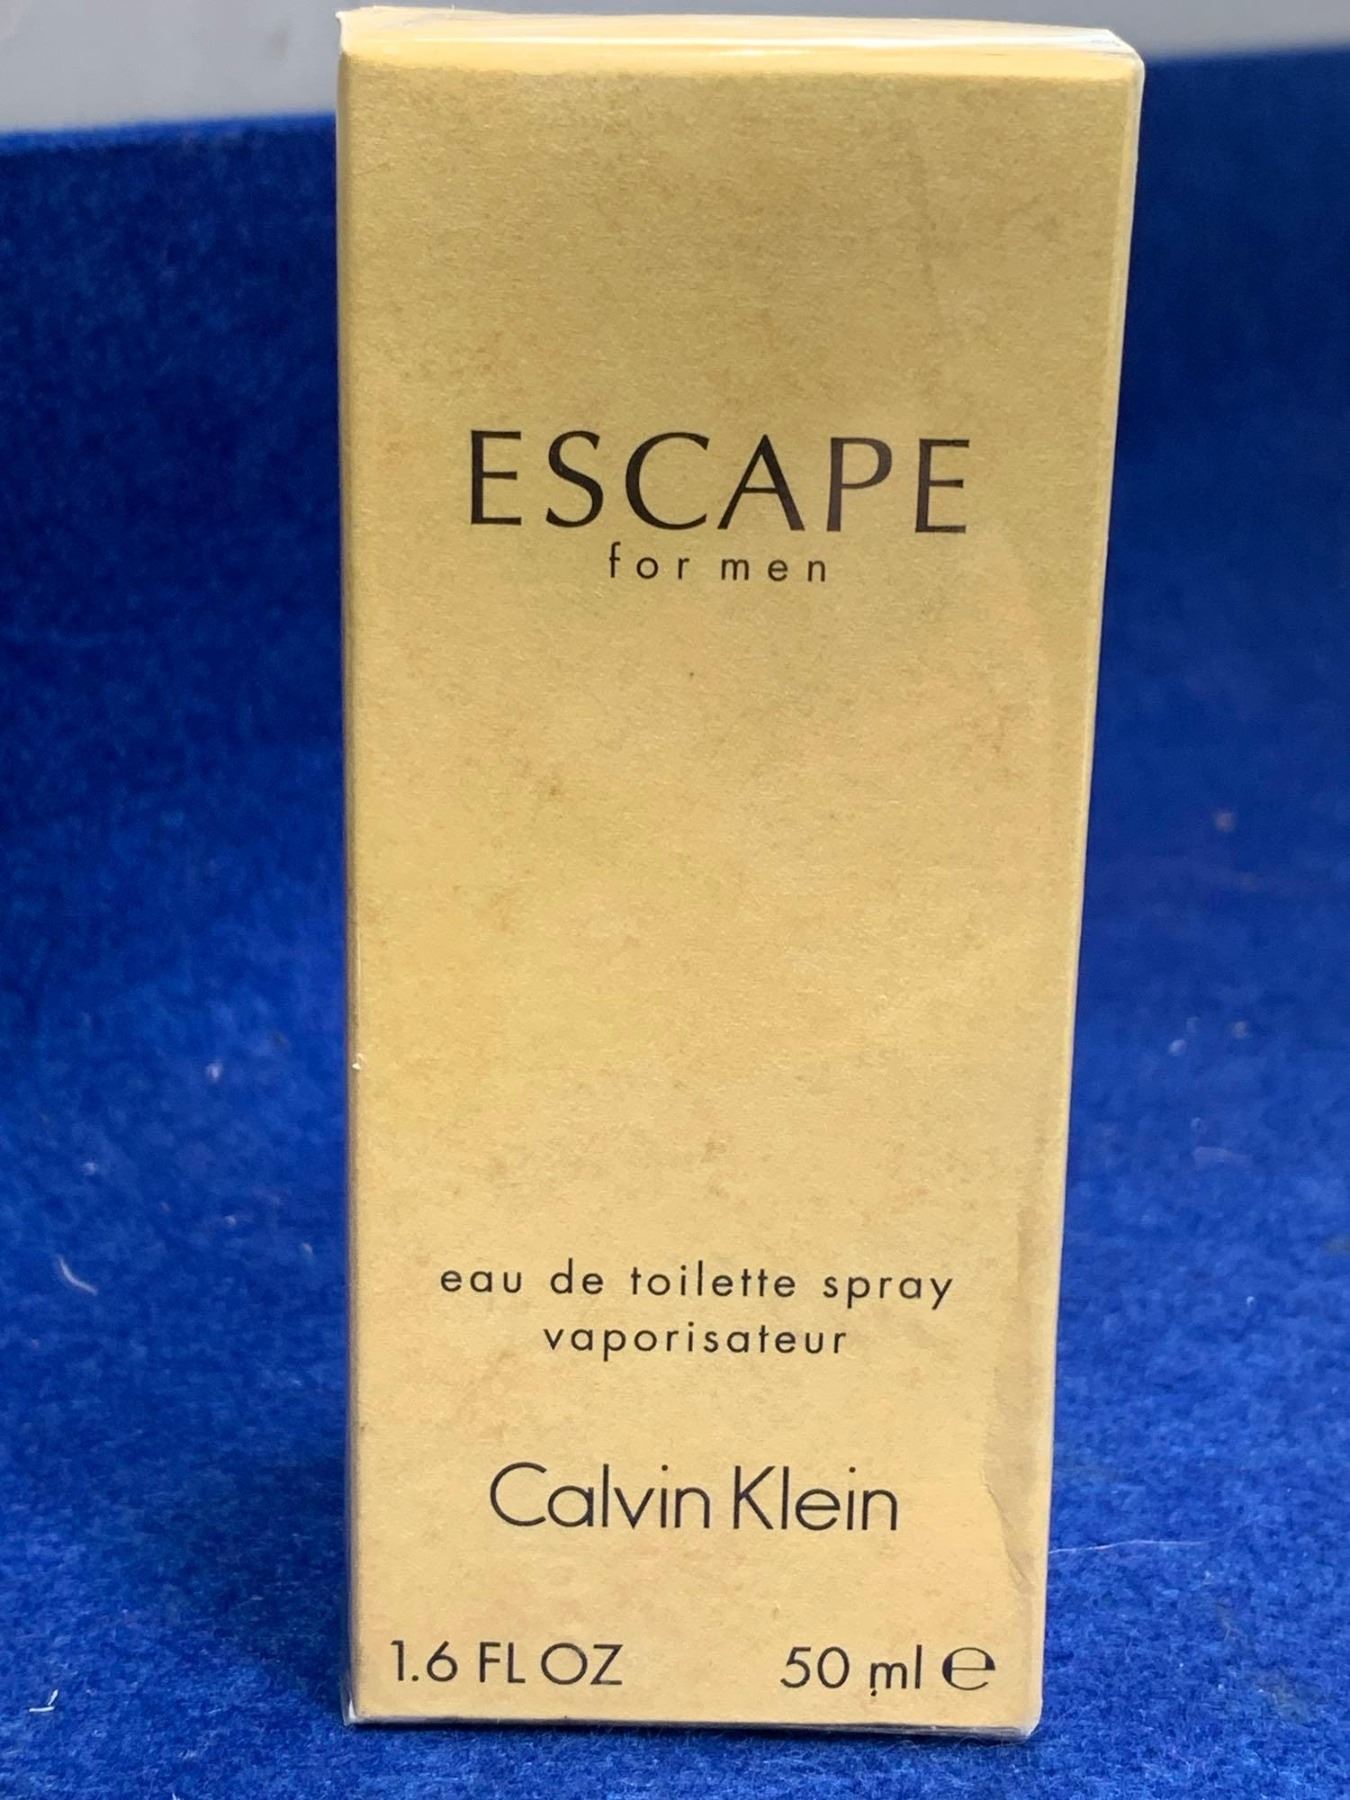 ESCAPE
for men
eau de toilette spray
vaporisateur
Calvin Klein
1.6 FL OZ 50 ml ℮